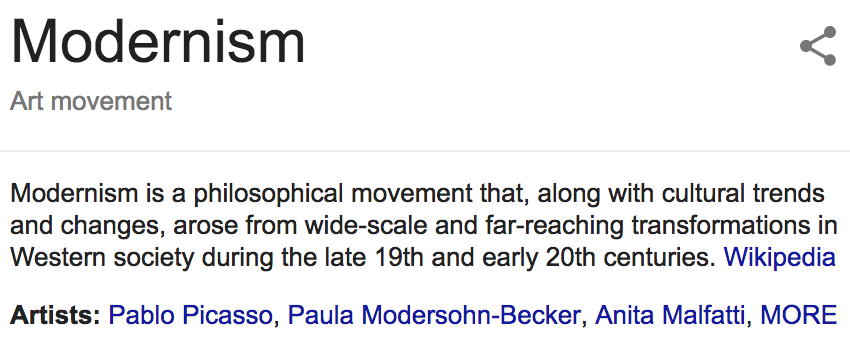 Modernism
Art movement
Modernism is a philosophical movement that, along with cultural trends
and changes, arose from wide-scale and far-reaching transformations in
Western society during the late 19th and early 20th centuries. Wikipedia
Artists: Pablo Picasso, Paula Modersohn-Becker, Anita Malfatti, MORE